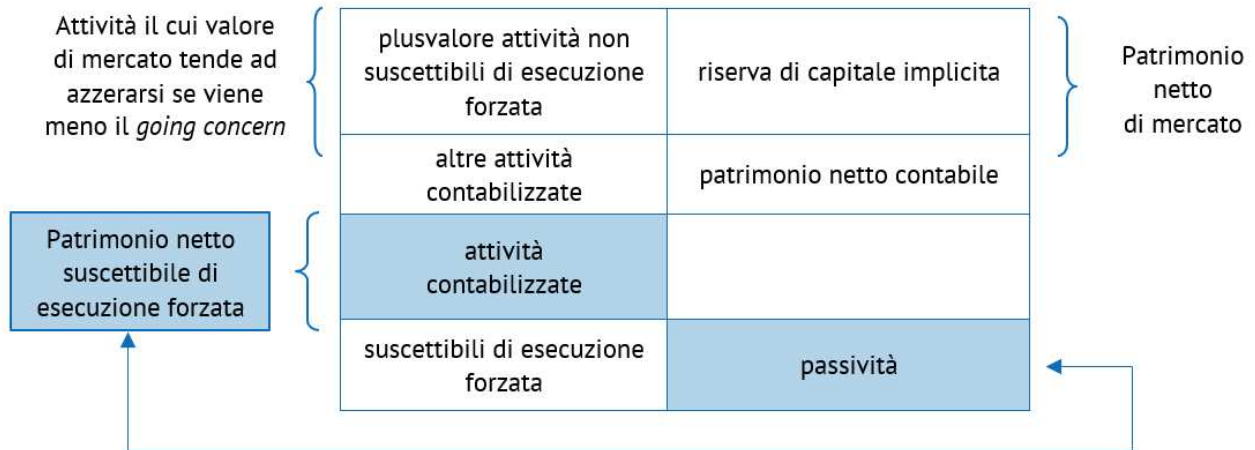 Attività il cui valore
di mercato tende ad
azzerarsi se viene
meno il going concern
plusvalore attività non
suscettibili di esecuzione
forzata
riserva di capitale implicita
Patrimonio
netto
di mercato
altre attività
contabilizzate
patrimonio netto contabile
Patrimonio netto
suscettibile di
esecuzione forzata
attività
contabilizzate
suscettibili di esecuzione
forzata
passività